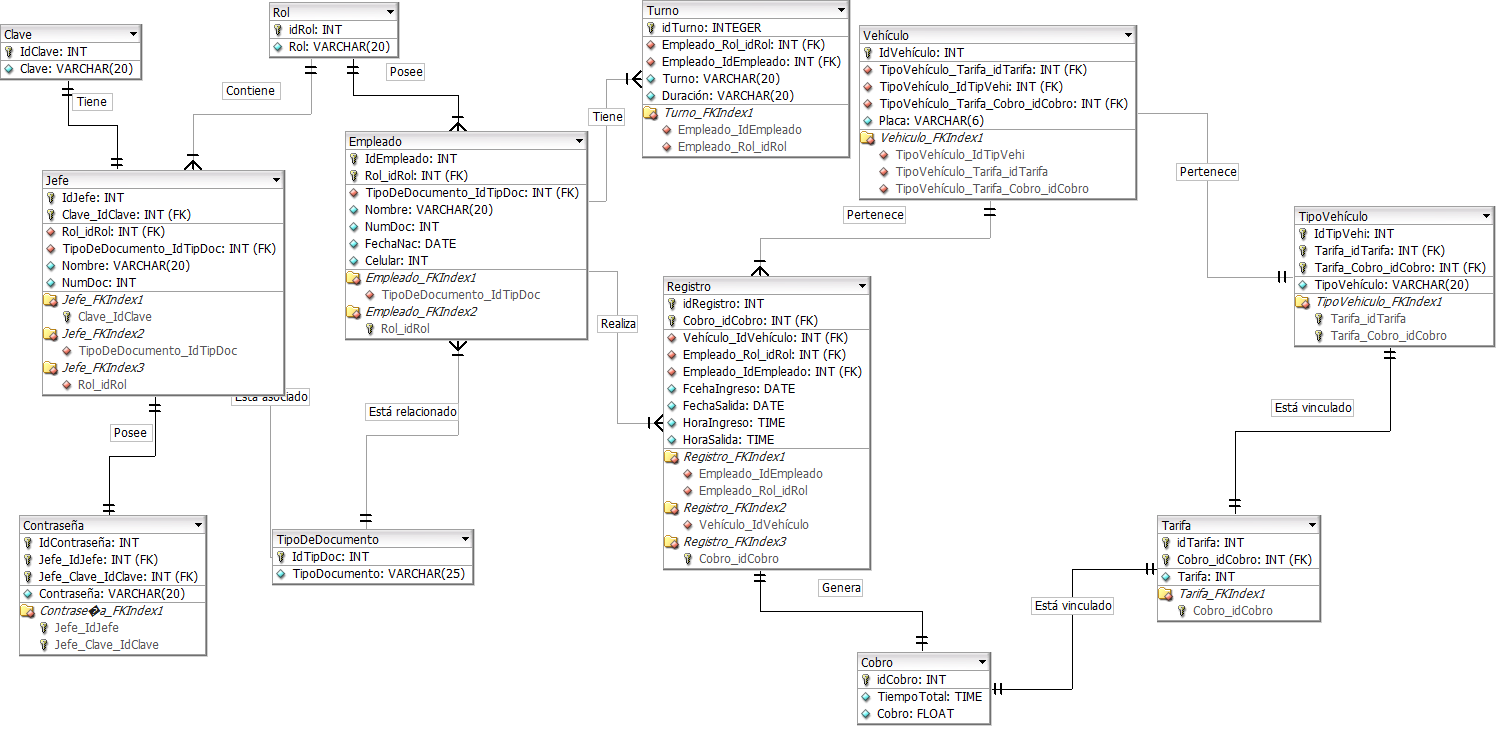 Clave
IdClave: INT
Clave: VARCHAR(20)
Tiene
Rol
idRol: INT
Rol: VARCHAR(20)
Contiene
Posee
Jefe
IdJefe: INT
Clave_IdClave: INT (FK)
Rol_idRol: INT (FK)
TipoDeDocumento_IdTipDoc: INT (FK)
Nombre: VARCHAR(20)
NumDoc: INT
Jefe_FKIndex1
Clave_IdClave
Jefe_FKIndex2
TipoDeDocumento_IdTipDoc
Jefe_FKIndex3
Rol_idRol
Está asociado
Posee
Contraseña
IdContraseña: INT
Jefe_IdJefe: INT (FK)
Jefe_Clave_IdClave: INT (FK)
Contraseña: VARCHAR(20)
Contrase�a_FKIndex1
Jefe_IdJefe
Jefe_Clave_IdClave
Empleado
IdEmpleado: INT
Rol_idRol: INT (FK)
TipoDeDocumento_IdTipDoc: INT (FK)
Nombre: VARCHAR(20)
NumDoc: INT
FechaNac: DATE
Celular: INT
Empleado_FKIndex1
TipoDeDocumento_IdTipDoc
Empleado_FKIndex2
Rol_idRol
Está relacionado
TipoDeDocumento
IdTipDoc: INT
TipoDocumento: VARCHAR(25)
Tiene
Realiza
Turno
idTurno: INTEGER
Empleado_Rol_idRol: INT (FK)
Empleado_IdEmpleado: INT (FK)
Turno: VARCHAR(20)
Duración: VARCHAR(20)
Turno_FKIndex1
Empleado_IdEmpleado
Empleado_Rol_idRol
Vehículo
IdVehículo: INT
TipoVehículo_Tarifa_idTarifa: INT (FK)
TipoVehículo_IdTipVehi: INT (FK)
TipoVehículo_Tarifa_Cobro_idCobro: INT (FK)
Placa: VARCHAR(6)
Vehiculo_FKIndex1
TipoVehículo_IdTipVehi
TipoVehículo_Tarifa_idTarifa
TipoVehículo_Tarifa_Cobro_idCobro
Pertenece
Pertenece
Registro
idRegistro: INT
Cobro_idCobro: INT (FK)
Vehículo_IdVehículo: INT (FK)
Empleado_Rol_idRol: INT (FK)
Empleado_IdEmpleado: INT (FK)
FcehaIngreso: DATE
FechaSalida: DATE
HoraIngreso: TIME
HoraSalida: TIME
Registro_FKIndex1
Empleado_IdEmpleado
Empleado_Rol_idRol
Registro_FKIndex2
Vehículo_IdVehículo
Registro_FKIndex3
Cobro_idCobro
Genera
TipoVehículo
IdTipVehi: INT
Tarifa_idTarifa: INT (FK)
Tarifa_Cobro_idCobro: INT (FK)
TipoVehículo: VARCHAR(20)
TipoVehiculo_FKIndex1
Tarifa_idTarifa
Tarifa_Cobro_idCobro
Está vinculado
Tarifa
idTarifa: INT
Cobro_idCobro: INT (FK)
Tarifa: INT
Tarifa_FKIndex1
Cobro_idCobro
Está vinculado
Cobro
idCobro: INT
TiempoTotal: TIME
Cobro: FLOAT